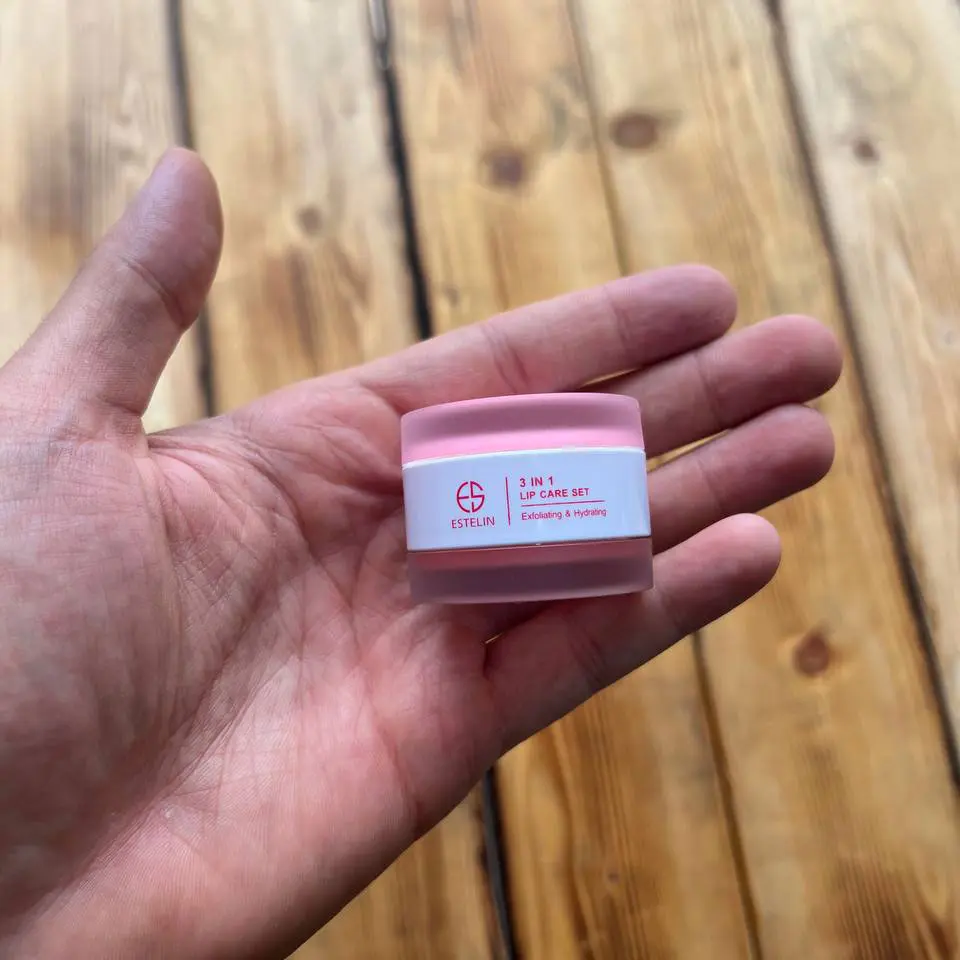 ES
ESTELIN
3 IN 1
LIP CARE SET
Exfoliating & Hydrating